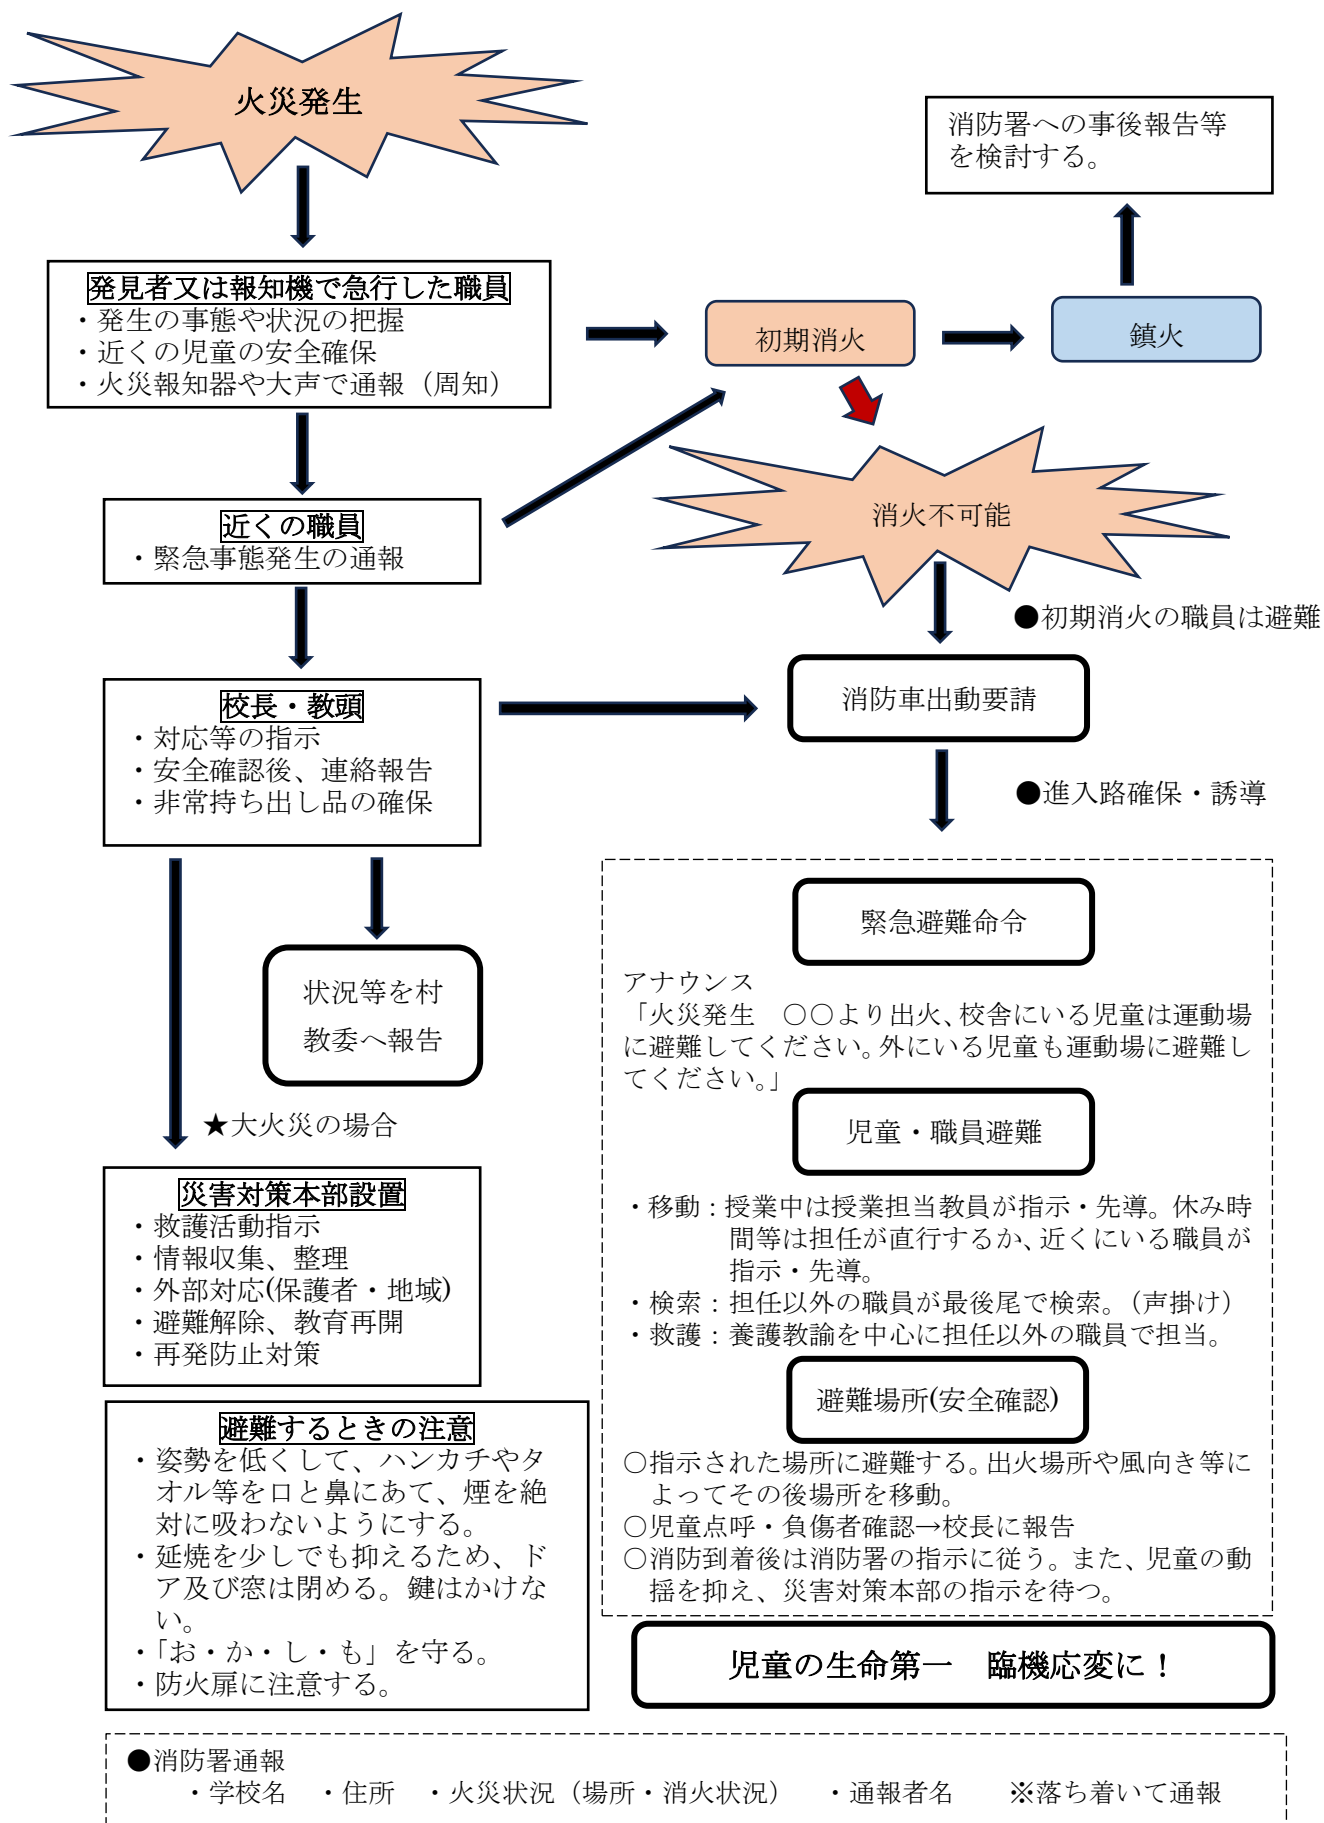 火災発生
消防署への事後報告等
を検討する。
発見者又は報知機で急行した職員
・発生の事態や状況の把握
・近くの児童の安全確保
・火災報知器や大声で通報（周知）
初期消火
鎮火
近くの職員
・緊急事態発生の通報
消火不可能
●初期消火の職員は避難
校長・教頭
・対応等の指示
・安全確認後、連絡報告
・非常持ち出し品の確保
消防車出動要請
●進入路確保・誘導
状況等を村
教委へ報告
★大火災の場合
災害対策本部設置
・救護活動指示
・情報収集、整理
・外部対応(保護者・地域)
・避難解除、教育再開
・再発防止対策
緊急避難命令
アナウンス
「火災発生　〇〇より出火、校舎にいる児童は運動場
に避難してください。外にいる児童も運動場に避難し
てください。」
児童・職員避難
・移動：授業中は授業担当教員が指示・先導。休み時
間等は担任が直行するか、近くにいる職員が
指示・先導。
・検索：担任以外の職員が最後尾で検索。（声掛け）
・救護：養護教諭を中心に担任以外の職員で担当。
避難場所(安全確認)
〇指示された場所に避難する。出火場所や風向き等に
よってその後場所を移動。
〇児童点呼・負傷者確認→校長に報告
〇消防到着後は消防署の指示に従う。また、児童の動
揺を抑え、災害対策本部の指示を待つ。
避難するときの注意
・姿勢を低くして、ハンカチやタ
オル等を口と鼻にあて、煙を絶
対に吸わないようにする。
・延焼を少しでも抑えるため、ド
ア及び窓は閉める。鍵はかけな
い。
・「お・か・し・も」を守る。
・防火扉に注意する。
児童の生命第一　臨機応変に！
●消防署通報
・学校名　・住所　・火災状況（場所・消火状況）　・通報者名　※落ち着いて通報